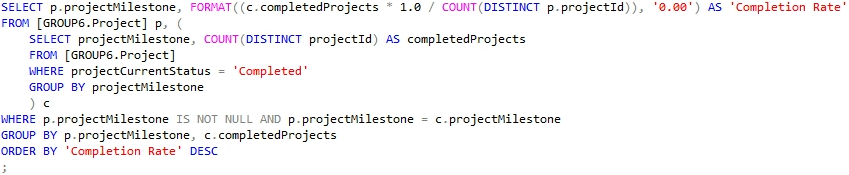 SELECT p.projectMilestone, FORMAT((c.completedProjects * 1.0 / COUNT(DISTINCT p.projectId)), '0.00') AS 'Completion Rate'
FROM [GROUP6.Project] p, (
    SELECT projectMilestone, COUNT(DISTINCT projectId) AS completedProjects
    FROM [GROUP6.Project]
    WHERE projectCurrentStatus = 'Completed'
    GROUP BY projectMilestone
    ) c
WHERE p.projectMilestone IS NOT NULL AND p.projectMilestone = c.projectMilestone
GROUP BY p.projectMilestone, c.completedProjects
ORDER BY 'Completion Rate' DESC
;